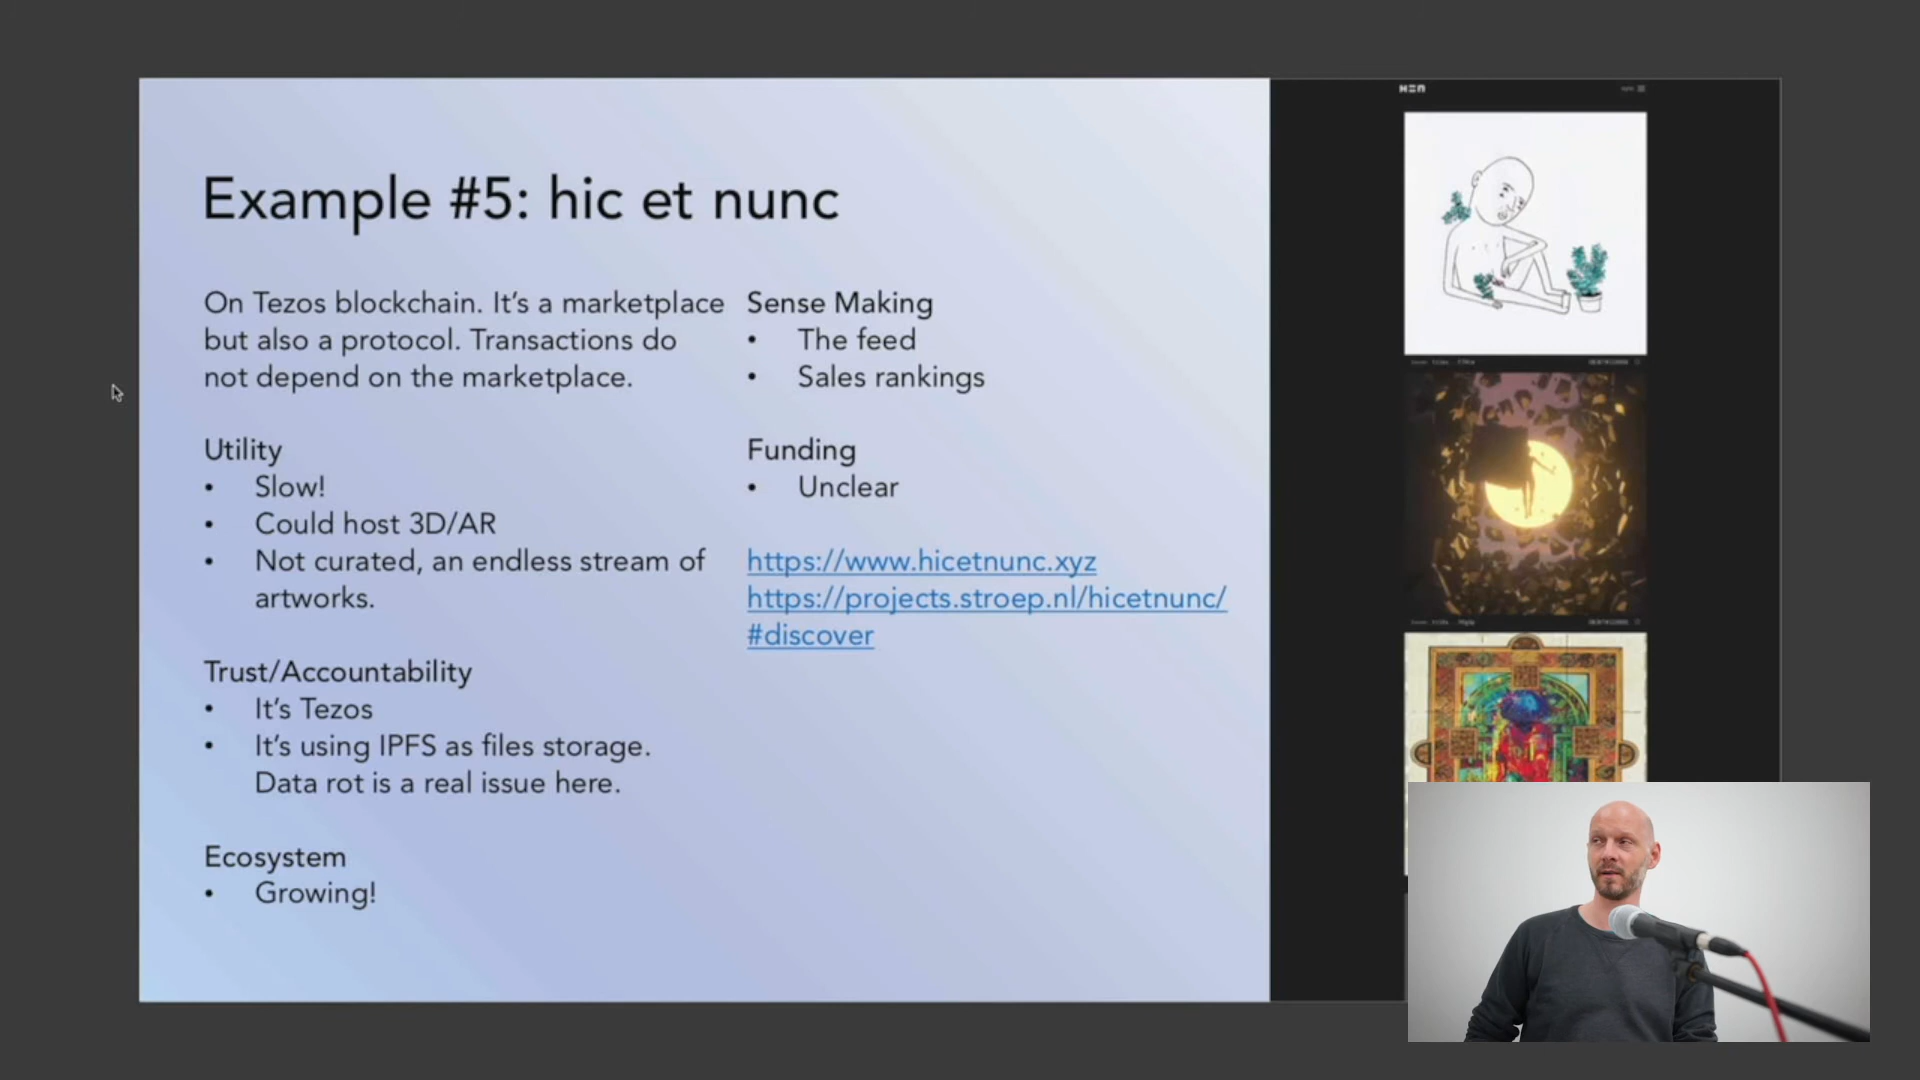 Example #5: hic et nunc
On Tezos blockchain. It's a marketplace
but also a protocol. Transactions do
not depend on the marketplace.
Utility
• Slow!
• Could host 3D/AR
• Not curated, an endless stream of
artworks.
Trust/Accountability
• It's Tezos
• It's using IPFS as files storage.
Data rot is a real issue here.
Ecosystem
• Growing!
Sense Making
• The feed
• Sales rankings
Funding
• Unclear
https://www.hicetnunc.xyz
https://projects.stroep.nl/hicetnunc/
#discover